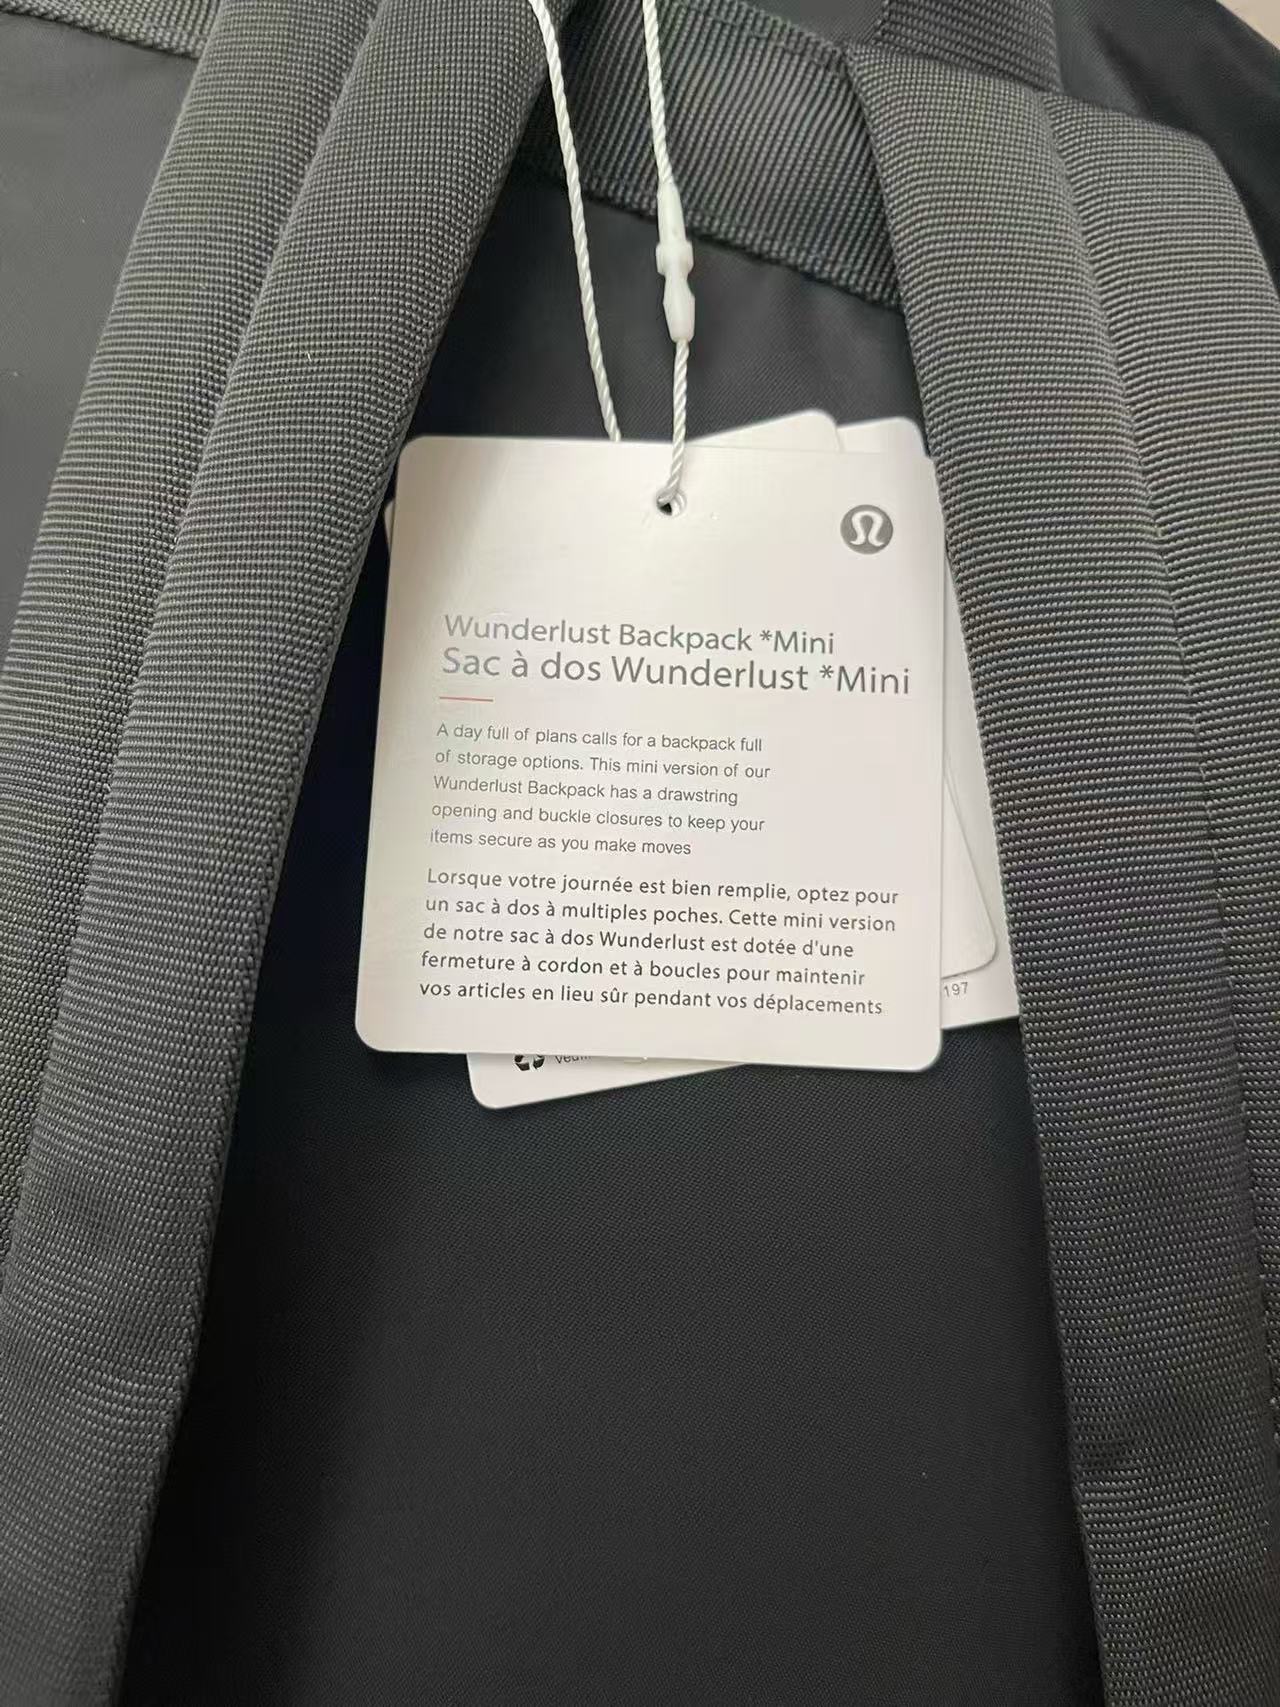 Wunderlust Backpack *Mini
Sac à dos Wunderlust *Mini
A day full of plans calls for a backpack full
of storage options. This mini version of our
Wunderlust Backpack has a drawstring
opening and buckle closures to keep your
items secure as you make moves
Lorsque votre journée est bien remplie, optez pour
un sac à dos à multiples poches. Cette mini version
de notre sac à dos Wunderlust est dotée d'une
fermeture à cordon et à boucles pour maintenir
vos articles en lieu sûr pendant vos déplacements
197